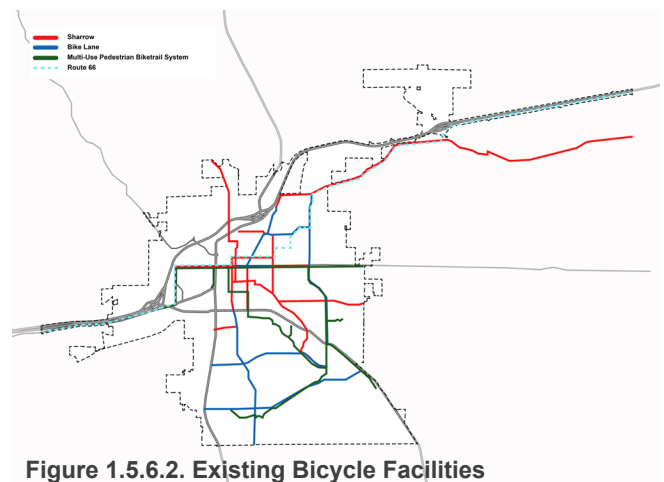 Sharrow
Bike Lane
Multi-Use Pedestrian Biketrail System
Route 66
Figure 1.5.6.2. Existing Bicycle Facilities